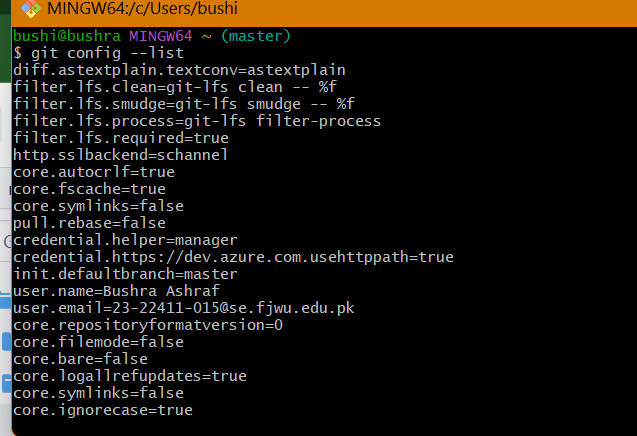 MINGW64:/c/Users/bushi
bushi@bushra MINGW64 ~ (master)
$ git config --list
diff.astextplain.textconv=astextplain
filter.lfs.clean=git-lfs clean -- %f
filter.lfs.smudge=git-lfs smudge -- %f
filter.lfs.process=git-lfs filter-process
filter.lfs.required=true
http.sslbackend=schannel
core.autocrlf=true
core.fscache=true
core.symlinks=false
pull.rebase=false
credential.helper=manager
credential.https://dev.azure.com.usehttppath=true
init.defaultbranch=master
user.name=Bushra Ashraf
user.email=23-22411-015@se.fjwu.edu.pk
core.repositoryformatversion=0
core.filemode=false
core.bare=false
core.logallrefupdates=true
core.symlinks=false
core.ignorecase=true